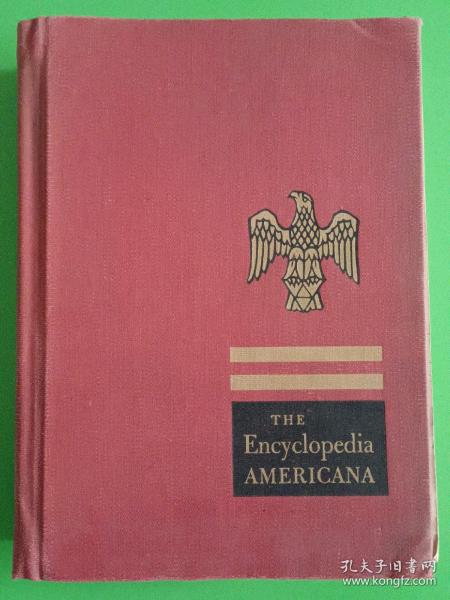 THE
Encyclopedia
AMERICANA
孔夫子旧书网
www.kongfz.com